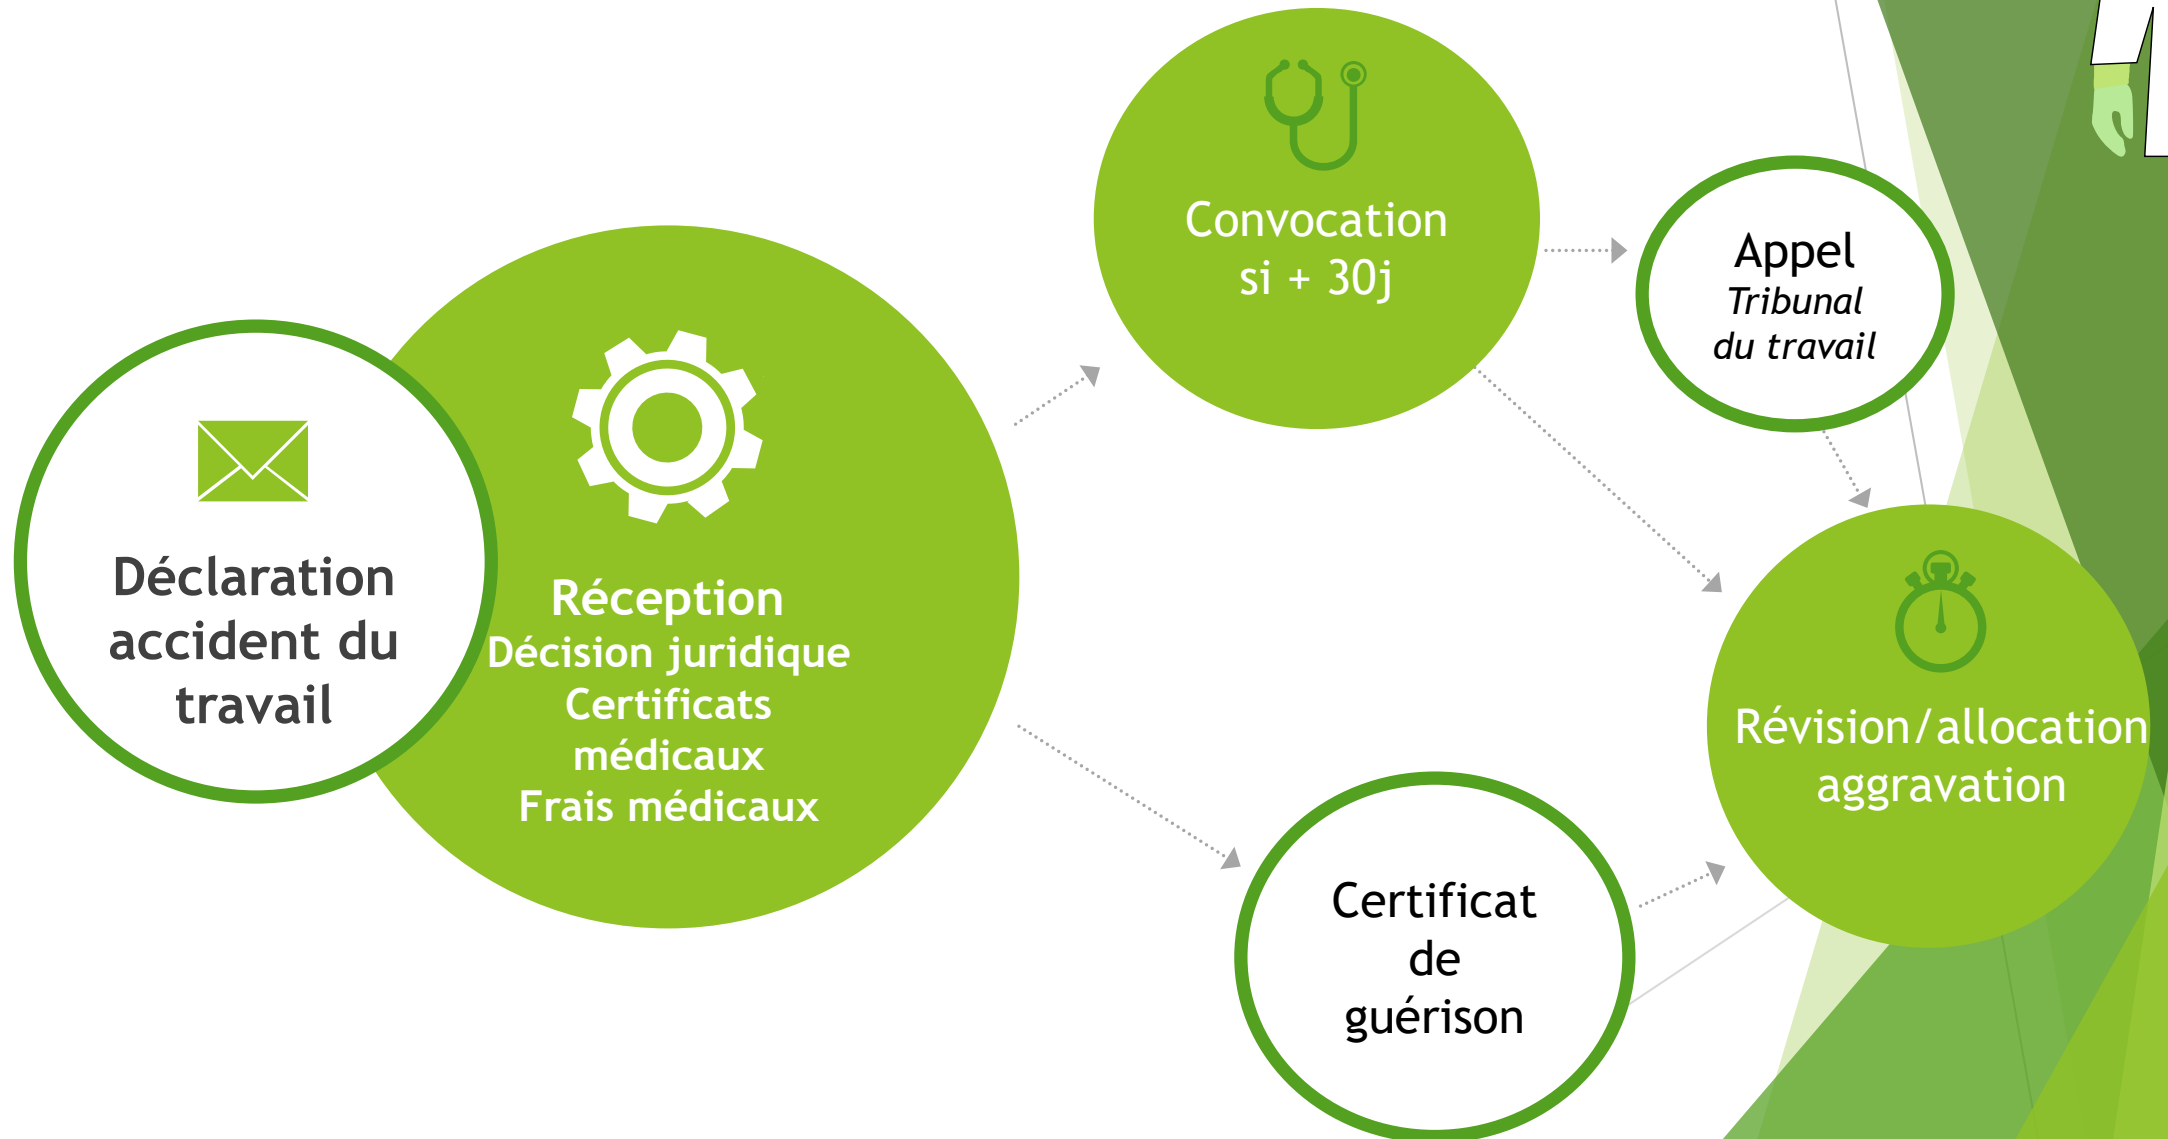 Déclaration
accident du
travail
Réception
Décision juridique
Certificats
médicaux
Frais médicaux
Convocation
si + 30j
Appel
Tribunal
du travail
Certificat
de
guérison
Révision/allocation
aggravation